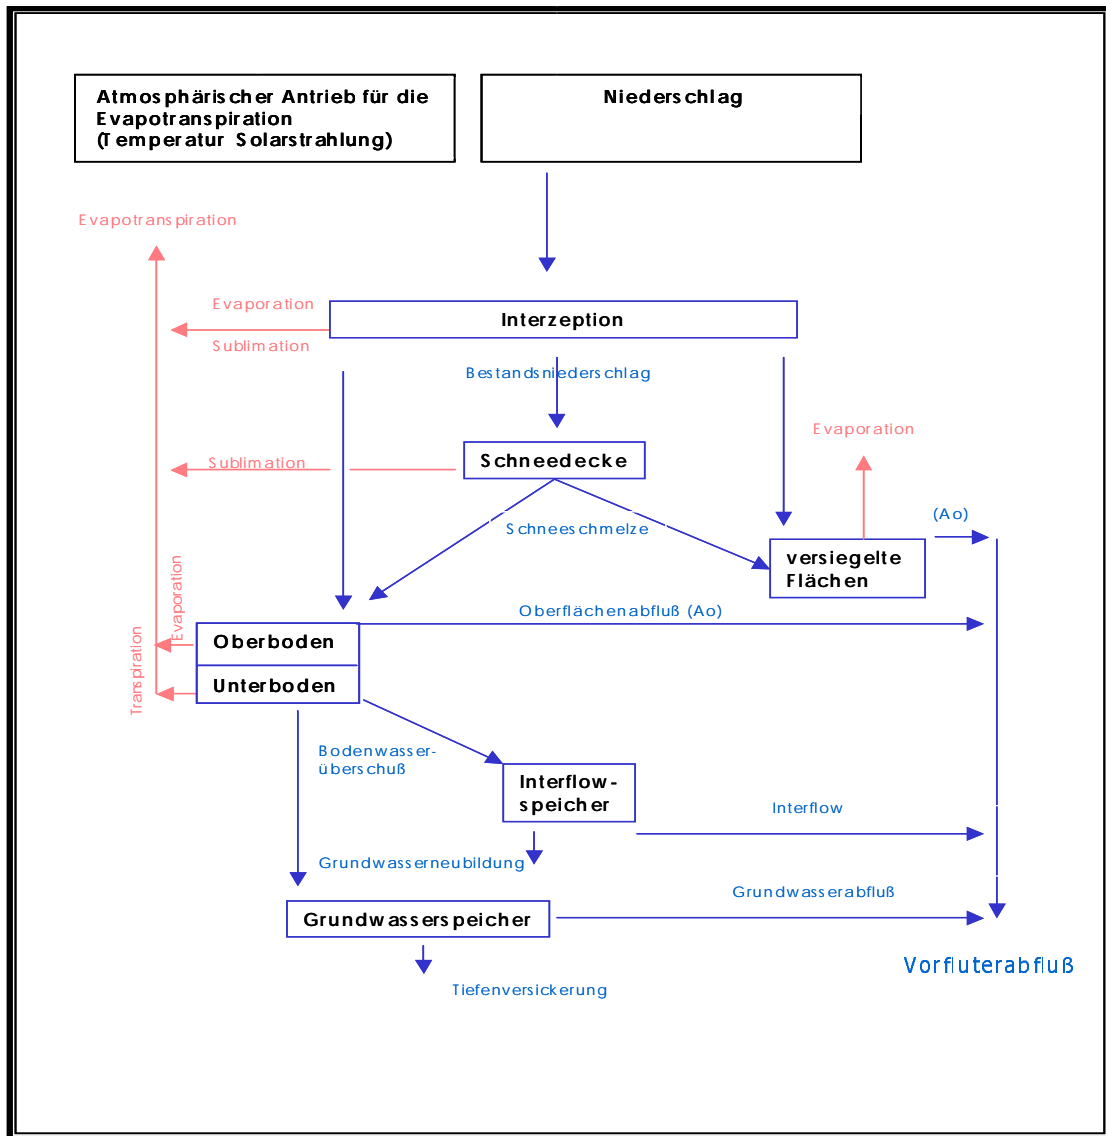 Atmosphärischer Antrieb für die
Evapotranspiration
(Temperatur Solarstrahlung)
Niederschlag
Evapotranspiration
Evaporation
Interzeption
Sublimation
Bestandsniederschlag
Evaporation
Schneedecke
Sublimation
(Ao)
Schneeschmelze
versiegelte
Flächen
Evaporation
Oberflächenabfluß (Ao)
Oberboden
Transpiration
Unterboden
Bodenwasser-
überschuß
Interflow-
speicher
Interflow
Grundwasserneubildung
Grundwasserabfluß
Grundwasserspeicher
Vorfluterabfluß
Tiefenversickerung